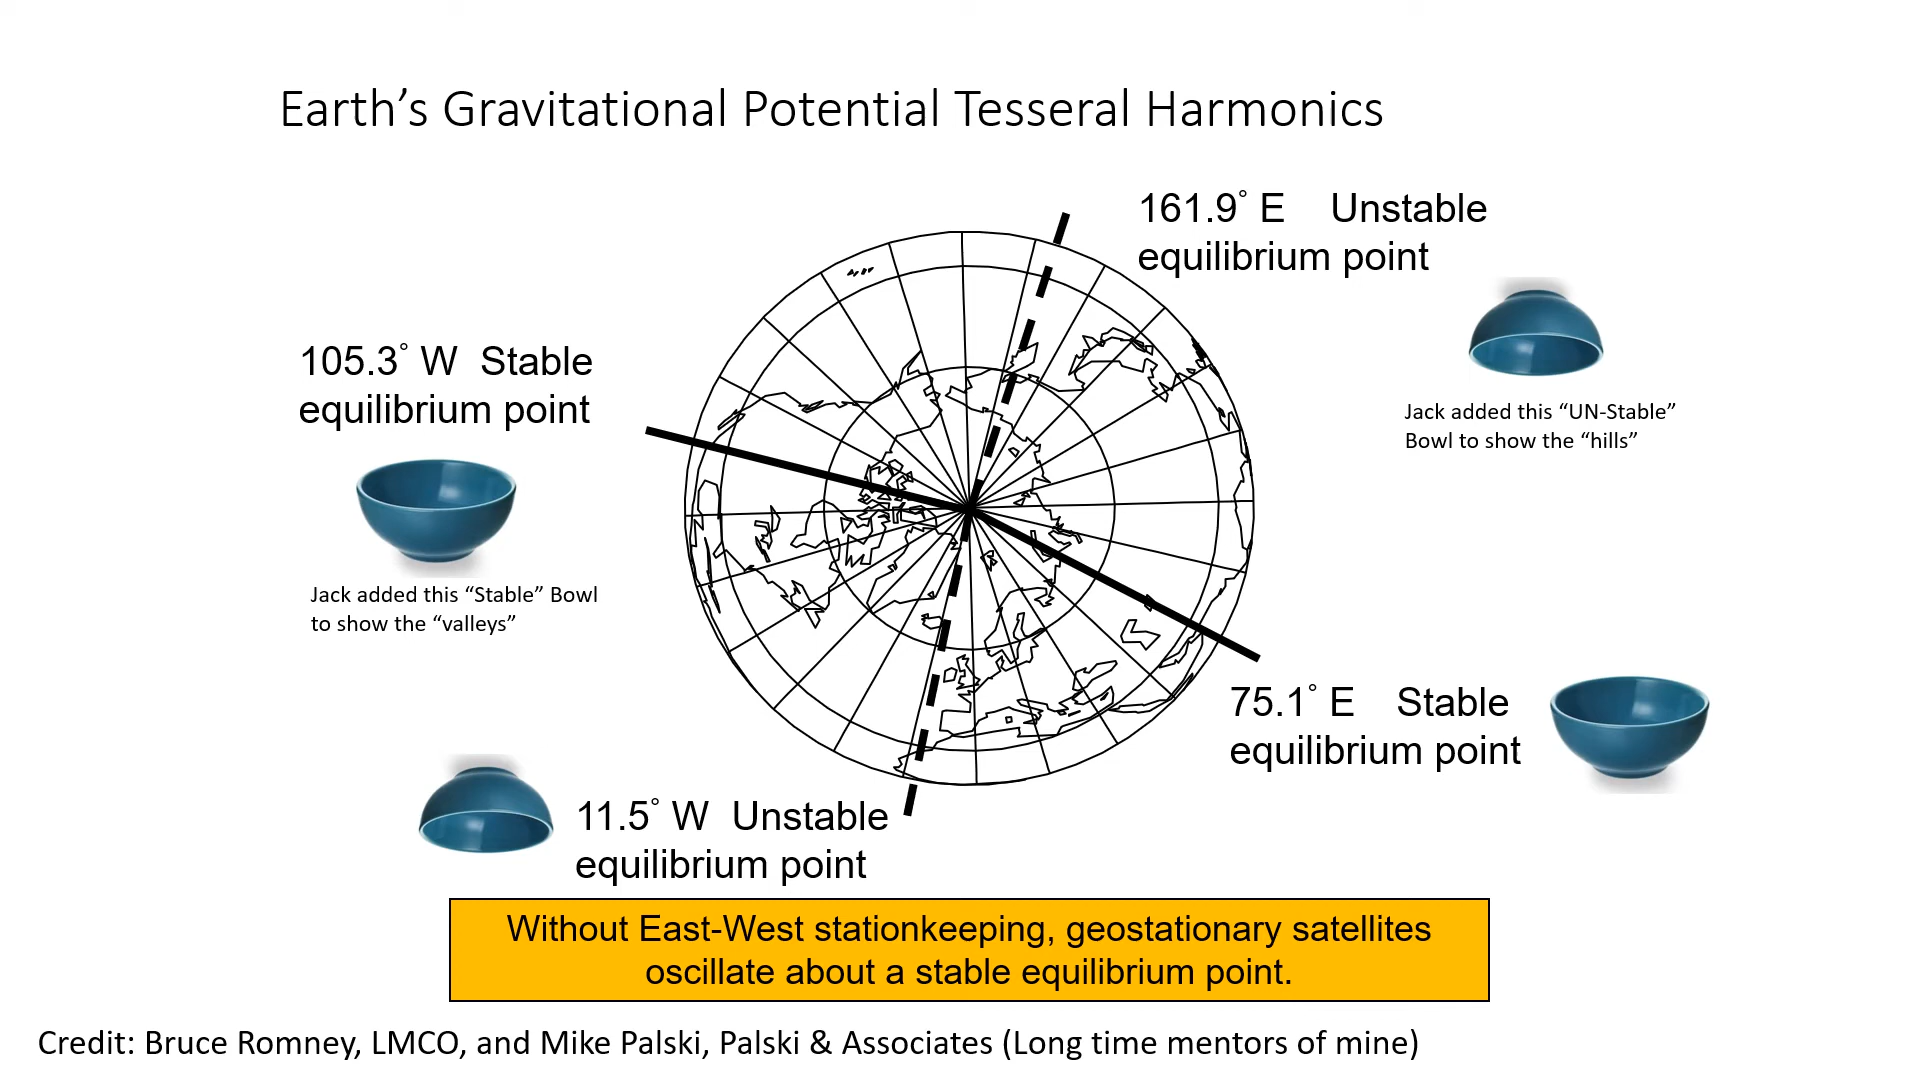 Earth’s Gravitational Potential Tesseral Harmonics
161.9° E Unstable
equilibrium point
105.3° W Stable
equilibrium point
Jack added this “UN-Stable”
Bowl to show the “hills”
Jack added this “Stable” Bowl
to show the “valleys”
75.1° E Stable
equilibrium point
11.5° W Unstable
equilibrium point
Without East-West stationkeeping, geostationary satellites
oscillate about a stable equilibrium point.
Credit: Bruce Romney, LMCO, and Mike Palski, Palski & Associates (Long time mentors of mine)